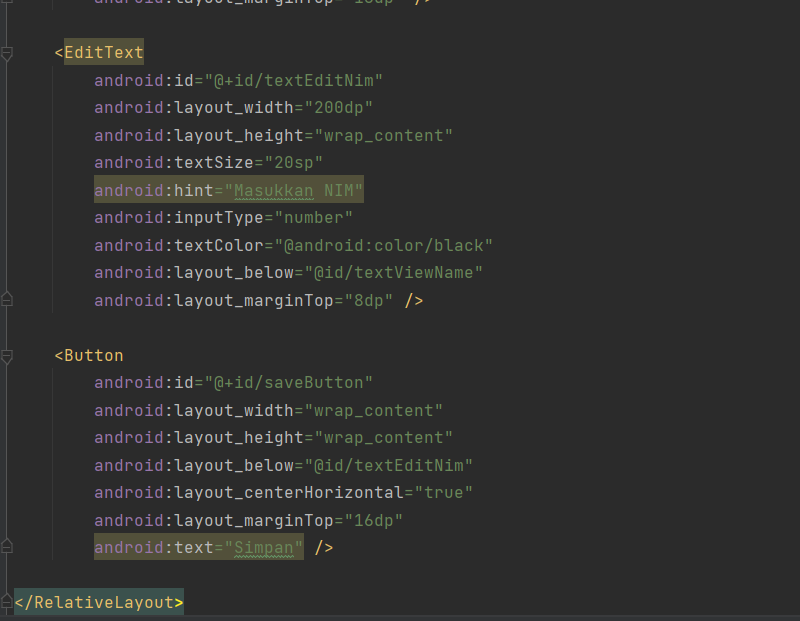 android:layout_marginTop="16dp" />
<EditText
android:id="@+id/textEditNim"
android:layout_width="200dp"
android:layout_height="wrap_content"
android:textSize="20sp"
android:hint="Masukkan NIM"
android:inputType="number"
android:textColor="@android:color/black"
android:layout_below="@id/textViewName"
android:layout_marginTop="8dp" />
<Button
android:id="@+id/saveButton"
android:layout_width="wrap_content"
android:layout_height="wrap_content"
android:layout_below="@id/textEditNim"
android:layout_centerHorizontal="true"
android:layout_marginTop="16dp"
android:text="Simpan" />
</RelativeLayout>